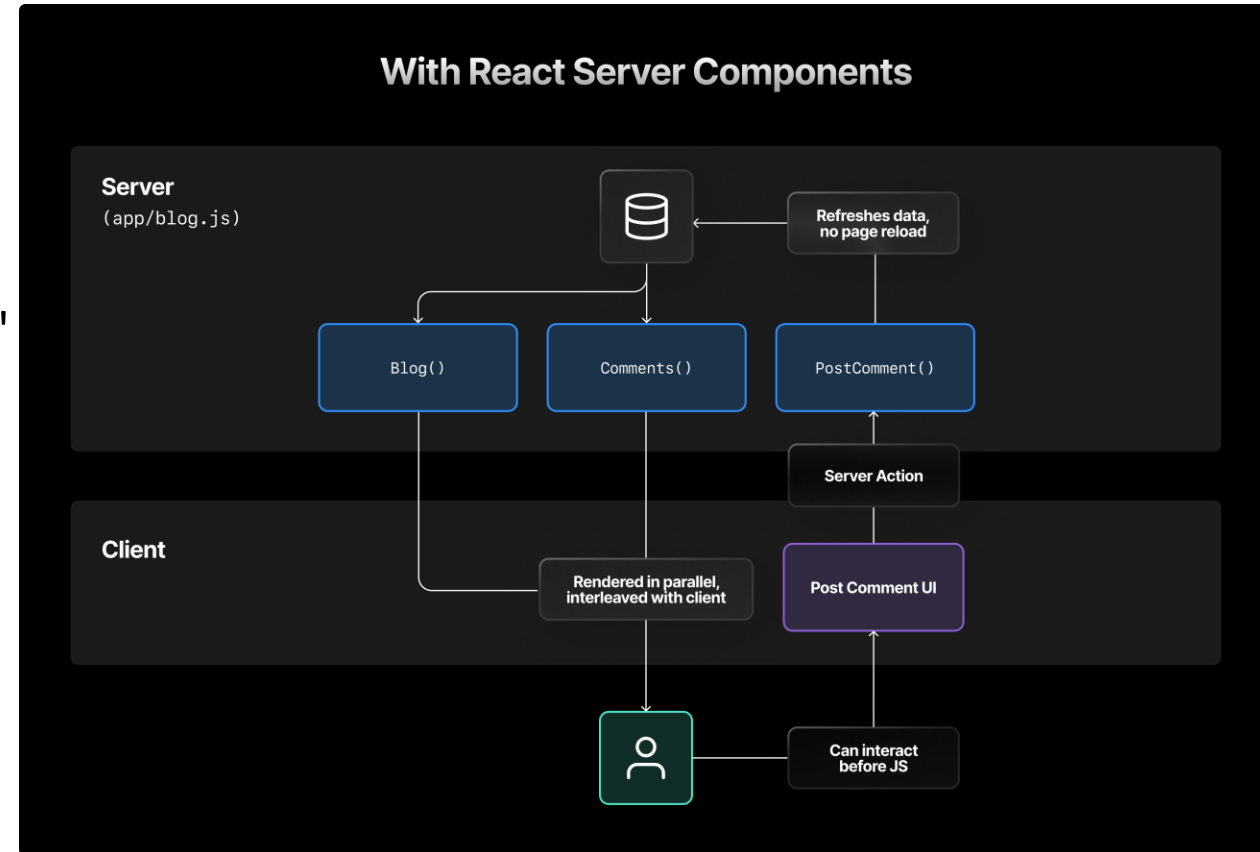 With React Server Components
Server
(app/blog.js)
Refreshes data,
no page reload
Blog()
Comments()
PostComment()
Server Action
Client
Rendered in parallel,
interleaved with client
Post Comment UI
Can interact
before JS